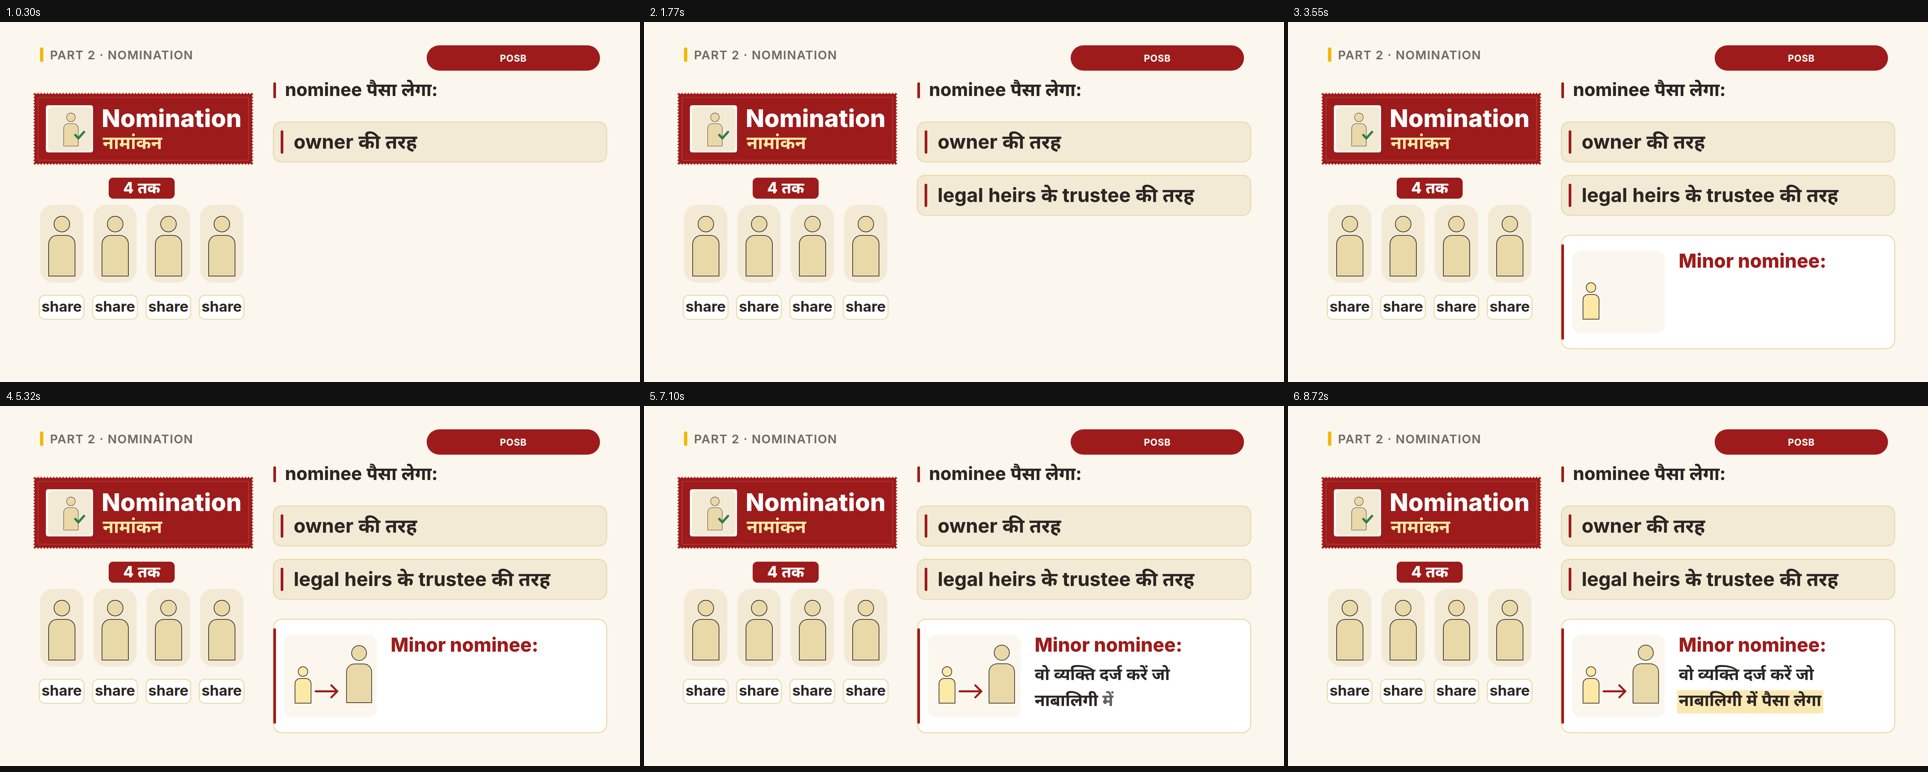 1. 0.30s
PART 2 · NOMINATION
POSB
nominee पैसा लेगा:
Nomination
नामांकन
owner की तरह
4 तक
share share share share
2. 1.77s
PART 2 · NOMINATION
POSB
nominee पैसा लेगा:
Nomination
नामांकन
owner की तरह
legal heirs के trustee की तरह
4 तक
share share share share
3. 3.55s
PART 2 · NOMINATION
POSB
nominee पैसा लेगा:
Nomination
नामांकन
owner की तरह
legal heirs के trustee की तरह
4 तक
share share share share
Minor nominee:
4. 5.32s
PART 2 · NOMINATION
POSB
nominee पैसा लेगा:
Nomination
नामांकन
owner की तरह
legal heirs के trustee की तरह
4 तक
share share share share
Minor nominee:
5. 7.10s
PART 2 · NOMINATION
POSB
nominee पैसा लेगा:
Nomination
नामांकन
owner की तरह
legal heirs के trustee की तरह
4 तक
share share share share
Minor nominee:
वो व्यक्ति दर्ज करें जो
नाबालिगी में
6. 8.72s
PART 2 · NOMINATION
POSB
nominee पैसा लेगा:
Nomination
नामांकन
owner की तरह
legal heirs के trustee की तरह
4 तक
share share share share
Minor nominee:
वो व्यक्ति दर्ज करें जो
नाबालिगी में पैसा लेगा